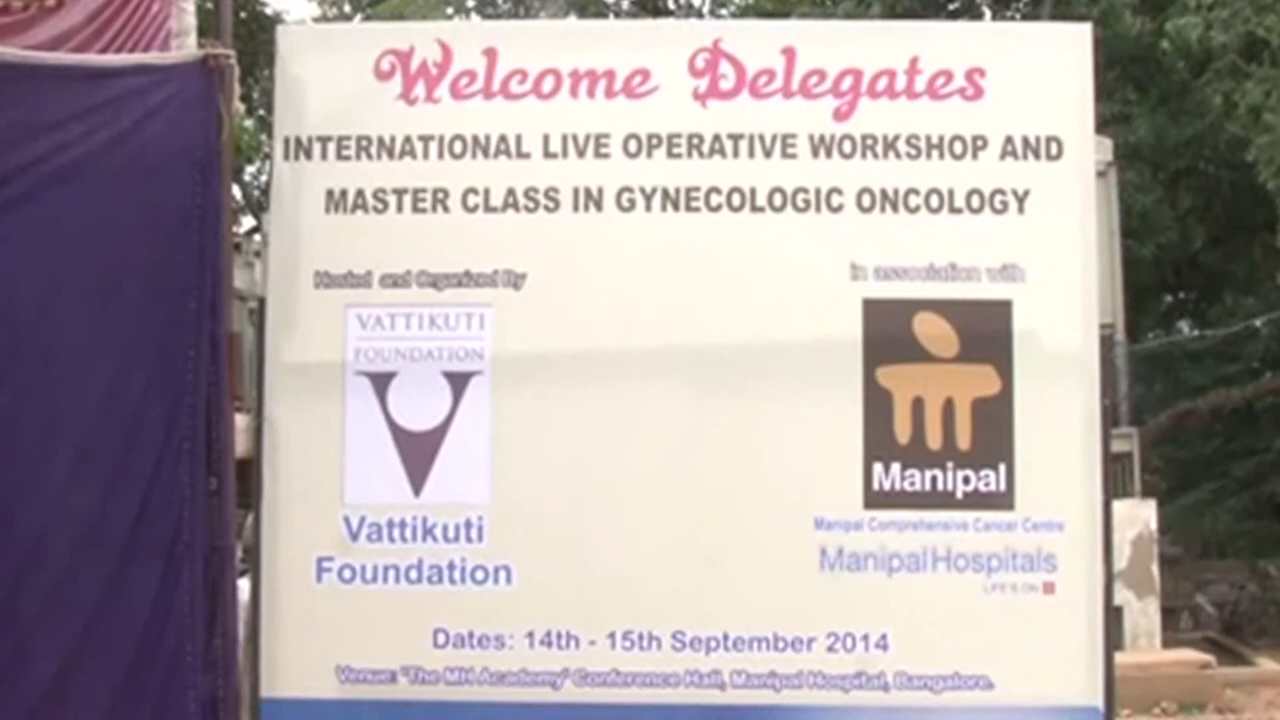 Welcome Delegates
INTERNATIONAL LIVE OPERATIVE WORKSHOP AND
MASTER CLASS IN GYNECOLOGIC ONCOLOGY
Hosted and Organized By
in association with
VATTIKUTI
FOUNDATION
Manipal
Vattikuti
Foundation
Manipal Comprehensive Cancer Centre
ManipalHospitals
LIFE'S ON
Dates: 14th - 15th September 2014
Venue: 'The MH Academy' Conference Hall, Manipal Hospital, Bangalore.